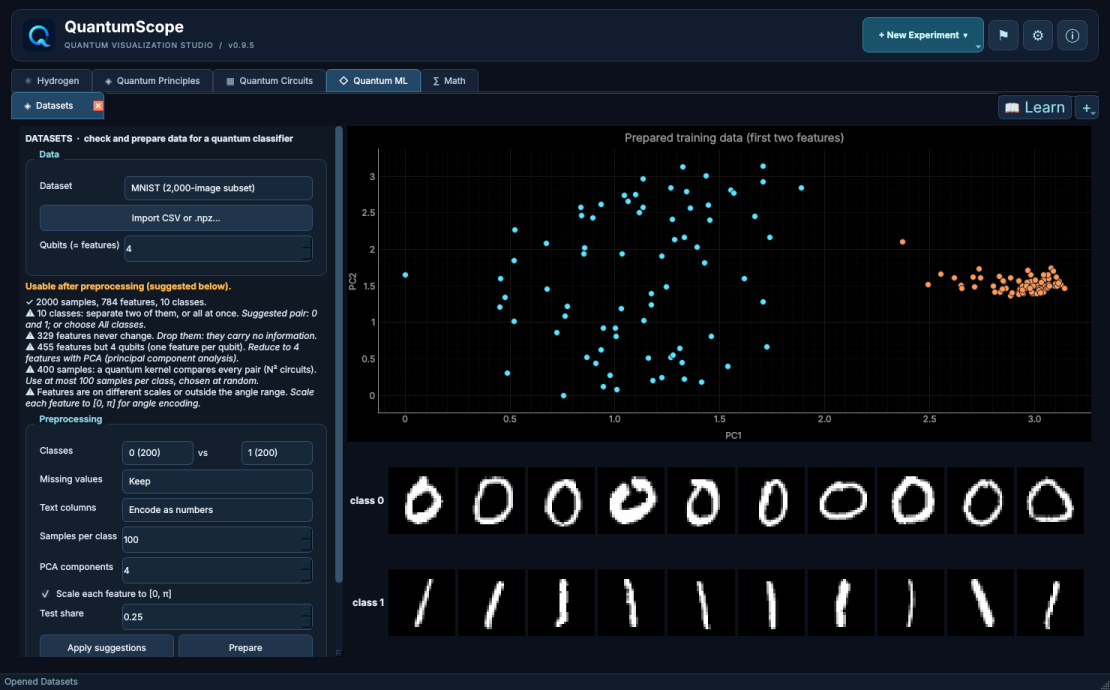 QuantumScope
QUANTUM VISUALIZATION STUDIO / v0.9.5
+ New Experiment
Hydrogen
Quantum Principles
Quantum Circuits
Quantum ML
∑ Math
Datasets
Learn
+
DATASETS · check and prepare data for a quantum classifier
Data
Dataset
MNIST (2,000-image subset)
Import CSV or .npz...
Qubits (= features)
4
Usable after preprocessing (suggested below).
✓ 2000 samples, 784 features, 10 classes.
⚠ 10 classes: separate two of them, or all at once. Suggested pair: 0
and 1; or choose All classes.
⚠ 329 features never change. Drop them: they carry no information.
⚠ 455 features but 4 qubits (one feature per qubit). Reduce to 4
features with PCA (principal component analysis).
⚠ 400 samples: a quantum kernel compares every pair (N² circuits).
Use at most 100 samples per class, chosen at random.
⚠ Features are on different scales or outside the angle range. Scale
each feature to [0, π] for angle encoding.
Preprocessing
Classes
0 (200)
vs
1 (200)
Missing values
Keep
Text columns
Encode as numbers
Samples per class
100
PCA components
4
✓ Scale each feature to [0, π]
Test share
0.25
Apply suggestions
Prepare
Prepared training data (first two features)
3
2.5
2
1.5
1
0.5
0
PC2
0
0.5
1.0
1.5
2.0
2.5
3.0
PC1
class 0
class 1
Opened Datasets